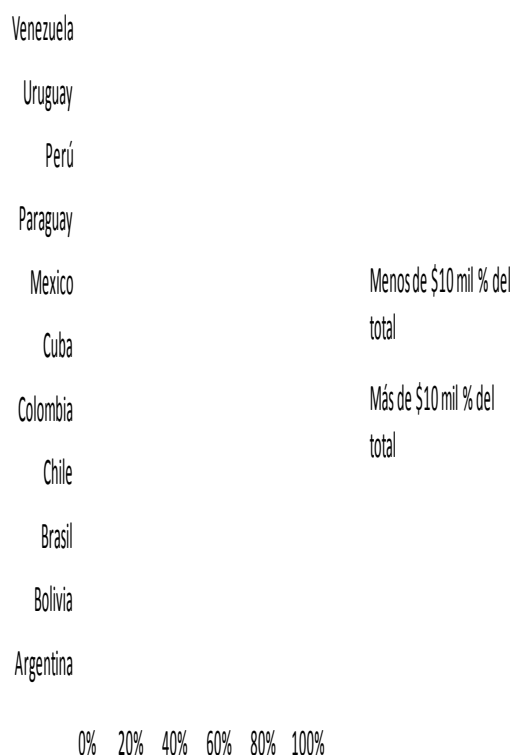 Venezuela
Uruguay
Perú
Paraguay
Mexico
Cuba
Colombia
Chile
Brasil
Bolivia
Argentina
0% 20% 40% 60% 80% 100%
Menos de $10 mil % del
total
Más de $10 mil % del
total